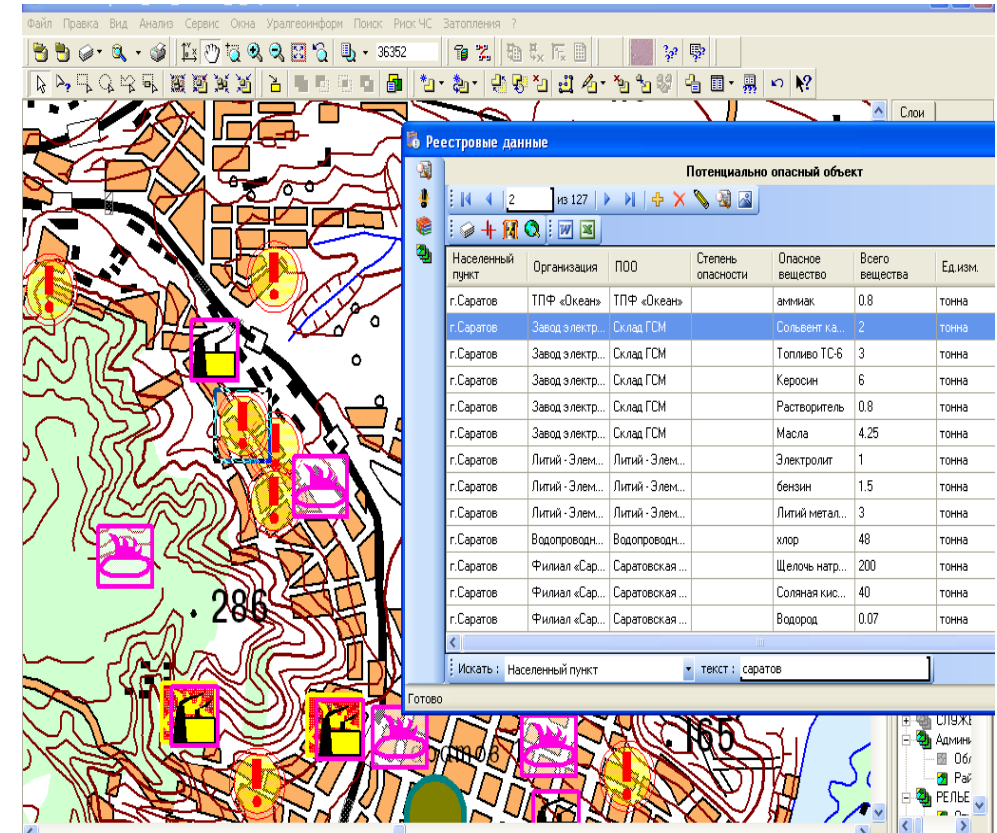 Файл Правка Вид Анализ Сервис Окна Уралгеоинформ Поиск Риск ЧС Затопления ?
36352
Слои
Реестровые данные
Потенциально опасный объект
2 из 127
Населенный пункт Организация ПОО Степень опасности Опасное вещество Всего вещества Ед.изм.
г.Саратов ТПФ «Океан» ТПФ «Океан» аммиак 0.8 тонна
г.Саратов Завод электр... Склад ГСМ Сольвент ка... 2 тонна
г.Саратов Завод электр... Склад ГСМ Топливо ТС-6 3 тонна
г.Саратов Завод электр... Склад ГСМ Керосин 6 тонна
г.Саратов Завод электр... Склад ГСМ Растворитель 0.8 тонна
г.Саратов Завод электр... Склад ГСМ Масла 4.25 тонна
г.Саратов Литий - Элем... Литий - Элем... Электролит 1 тонна
г.Саратов Литий - Элем... Литий - Элем... бензин 1.5 тонна
г.Саратов Литий - Элем... Литий - Элем... Литий метал... 3 тонна
г.Саратов Водопроводн... Водопроводн... хлор 48 тонна
г.Саратов Филиал «Сар... Саратовская ... Щелочь натр... 200 тонна
г.Саратов Филиал «Сар... Саратовская ... Соляная кис... 40 тонна
г.Саратов Филиал «Сар... Саратовская ... Водород 0.07 тонна
Искать : Населенный пункт текст : саратов
Готово
286
165
СЛУЖЕ
Админи
Обл
Рай
РЕЛЬЕ